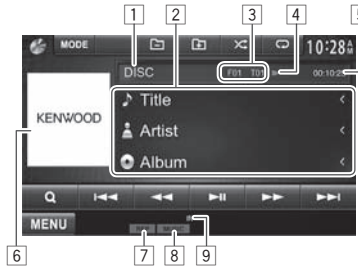 1 2 3 4 5
MODE 10:28
DISC F01 T01 00:10:25
KENWOOD
Title
Artist
Album
MENU
6 7 8 9